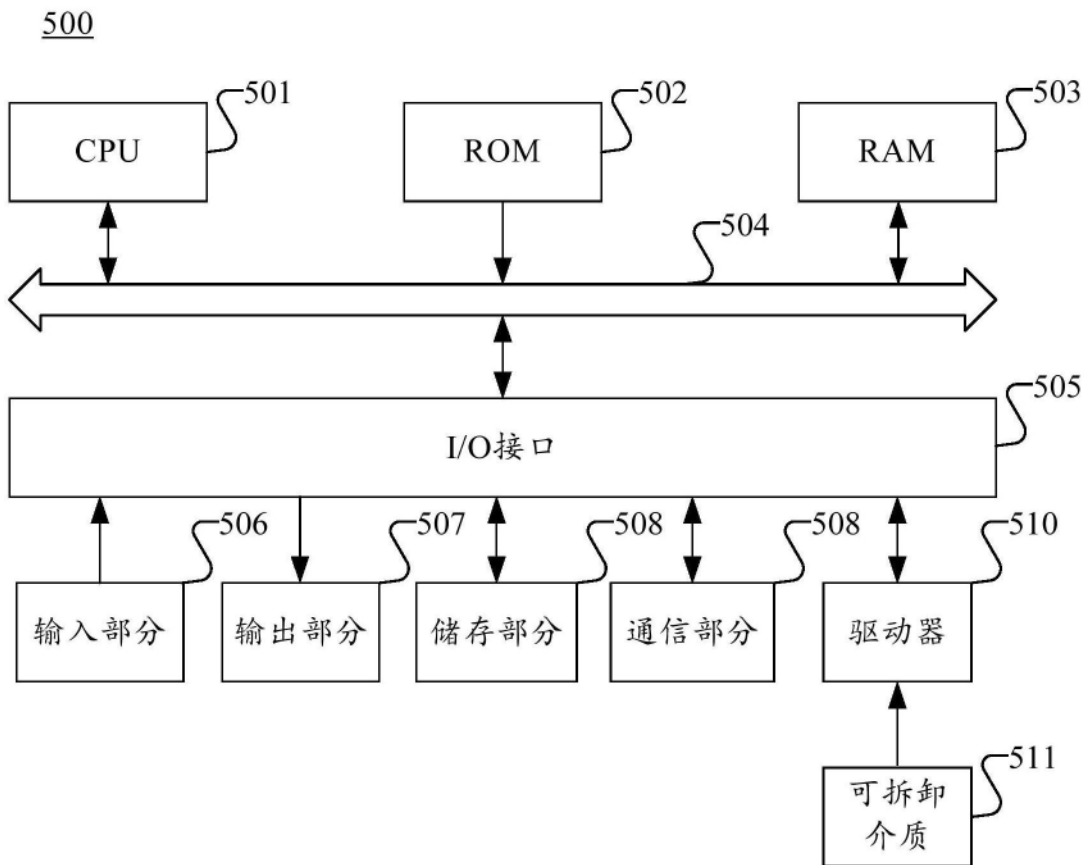 500
501
502
503
CPU
ROM
RAM
504
505
I/O接口
506
507
508
508
510
输入部分
输出部分
储存部分
通信部分
驱动器
511
可拆卸
介质